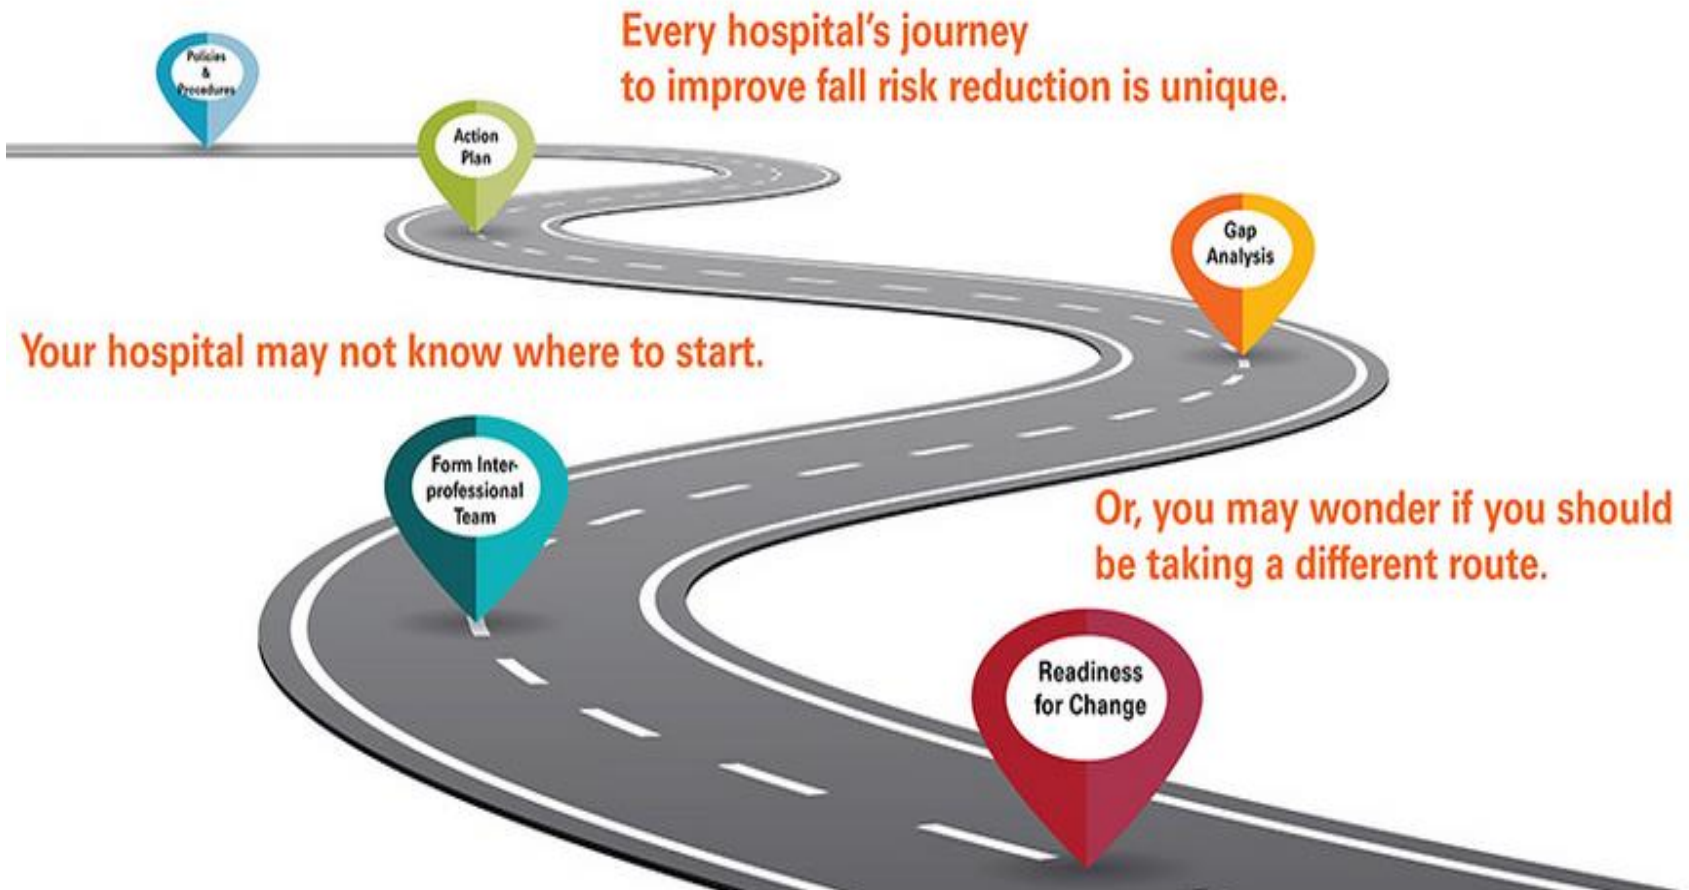 Every hospital's journey
to improve fall risk reduction is unique.
Policies
&
Procedures
Action
Plan
Gap
Analysis
Your hospital may not know where to start.
Form Inter-
professional
Team
Or, you may wonder if you should
be taking a different route.
Readiness
for Change